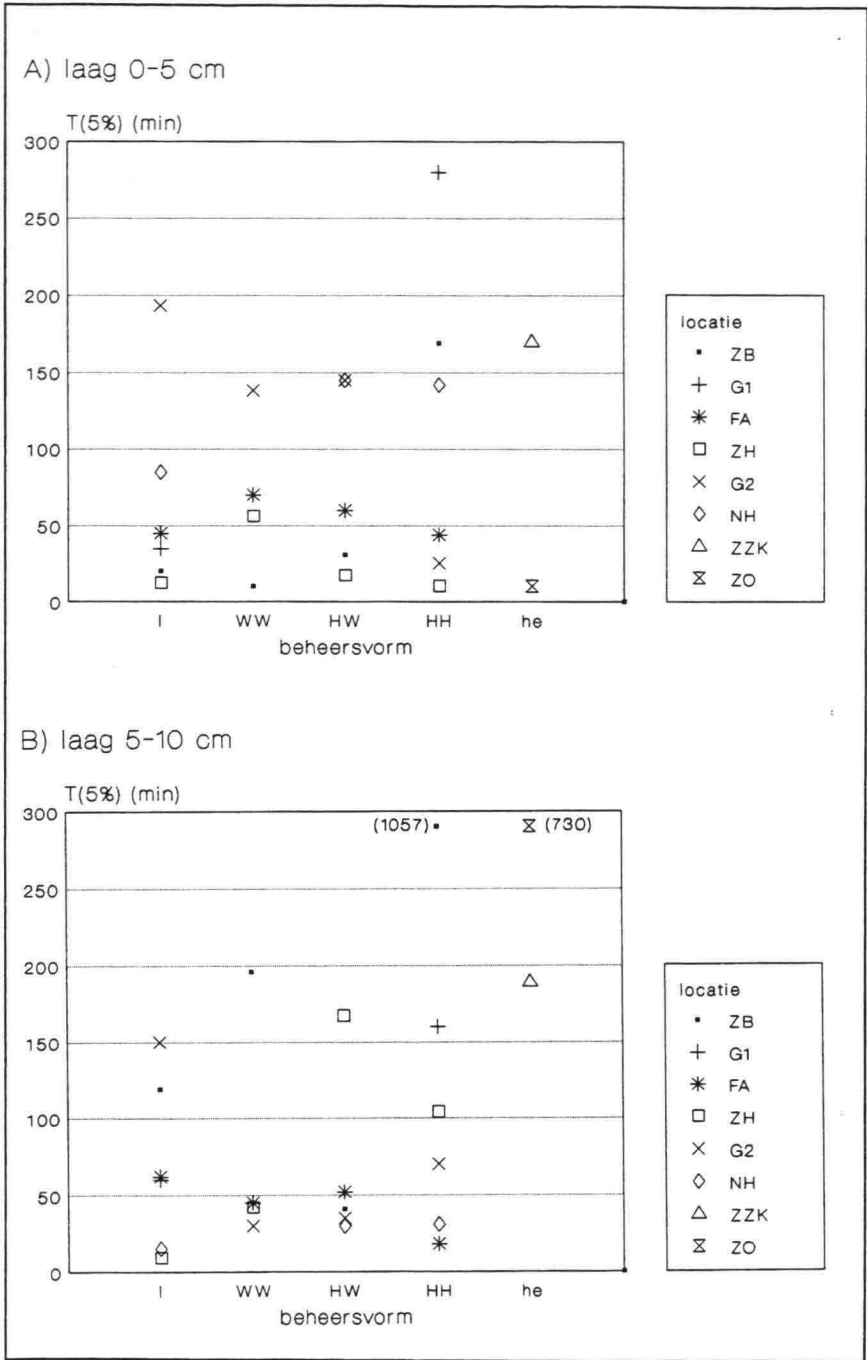 A) laag 0-5 cm
T(5%) (min)
300
250
200
150
100
50
0
I WW HW HH he
beheersvorm
locatie
ZB
G1
FA
ZH
G2
NH
ZZK
ZO
B) laag 5-10 cm
T(5%) (min)
300
250
200
150
100
50
0
(1057) (730)
I WW HW HH he
beheersvorm
locatie
ZB
G1
FA
ZH
G2
NH
ZZK
ZO